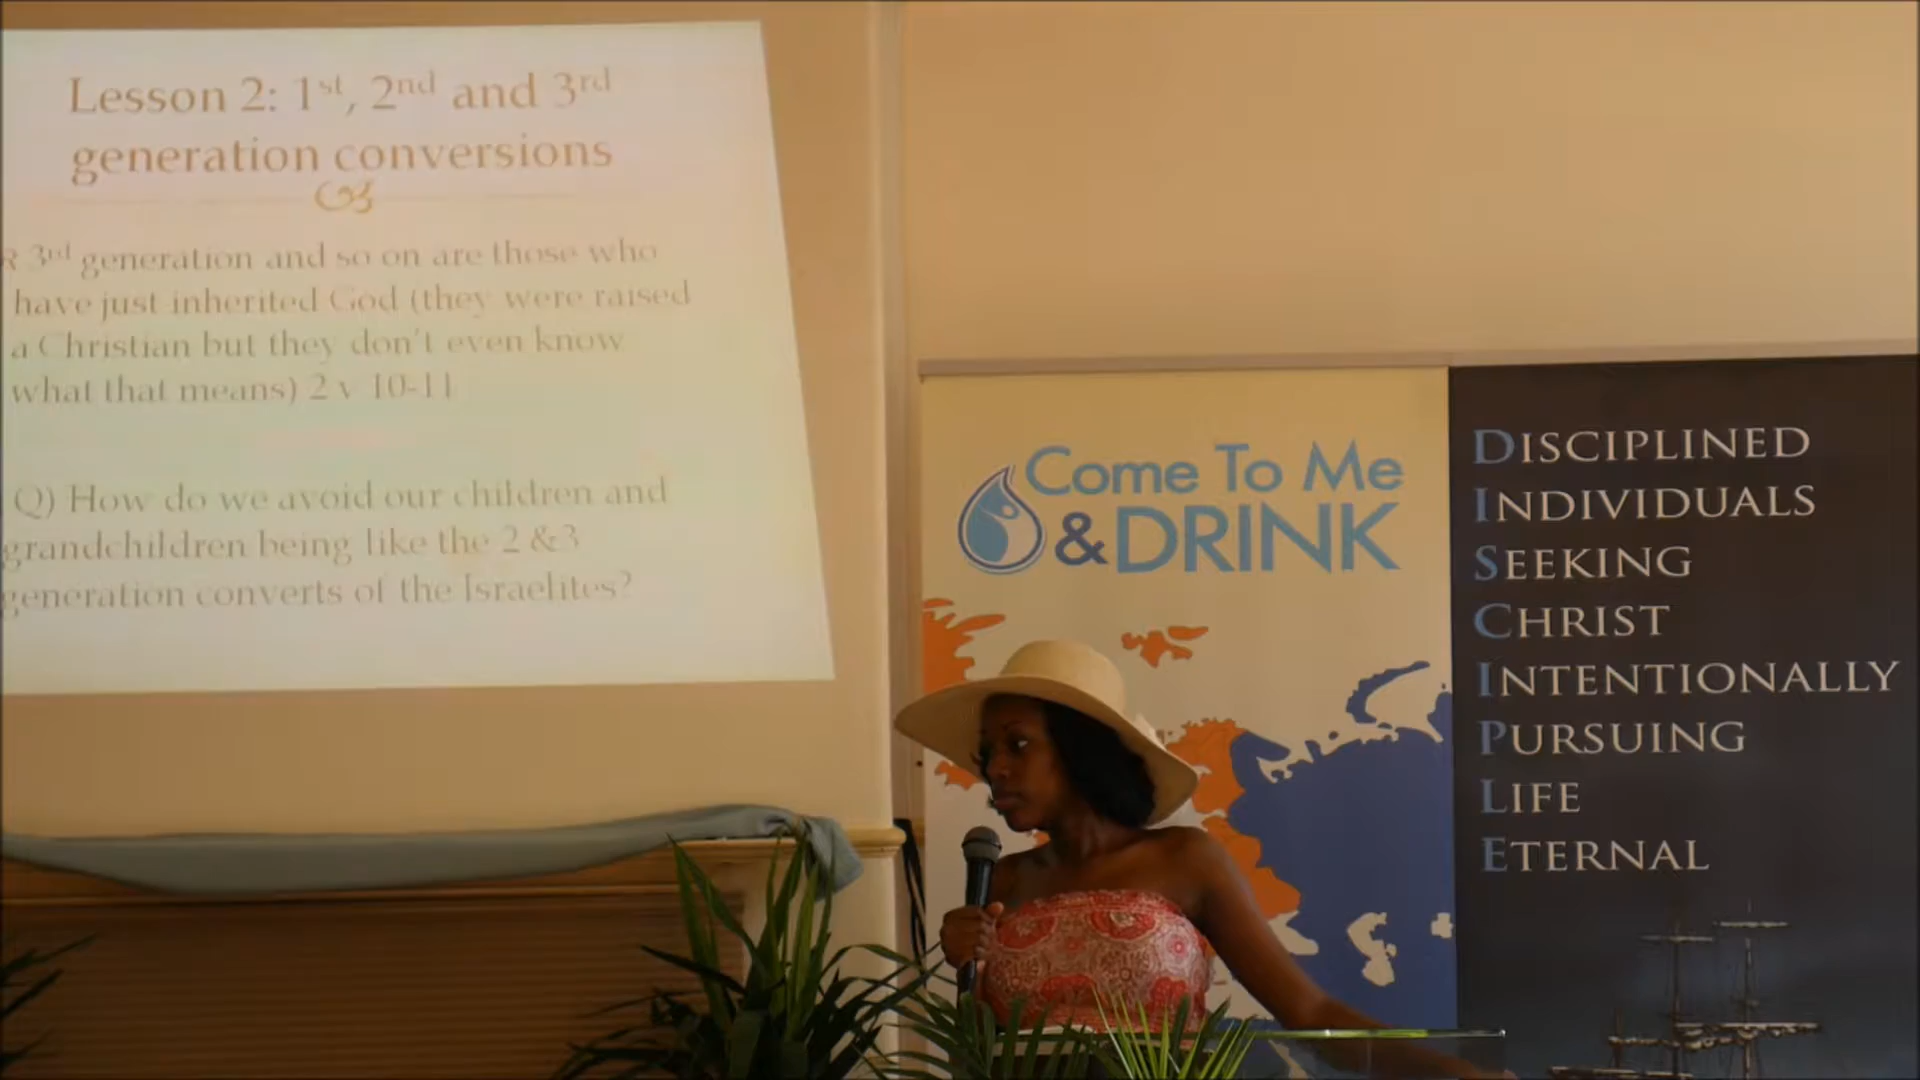 Lesson 2: 1st, 2nd and 3rd
generation conversions
3rd generation and so on are those who
have just inherited God (they were raised
a Christian but they don't even know
what that means) 2 v 10-11
Q) How do we avoid our children and
grandchildren being like the 2 &3
generation converts of the Israelites?
Come To Me
&DRINK
DISCIPLINED
INDIVIDUALS
SEEKING
CHRIST
INTENTIONALLY
PURSUING
LIFE
ETERNAL